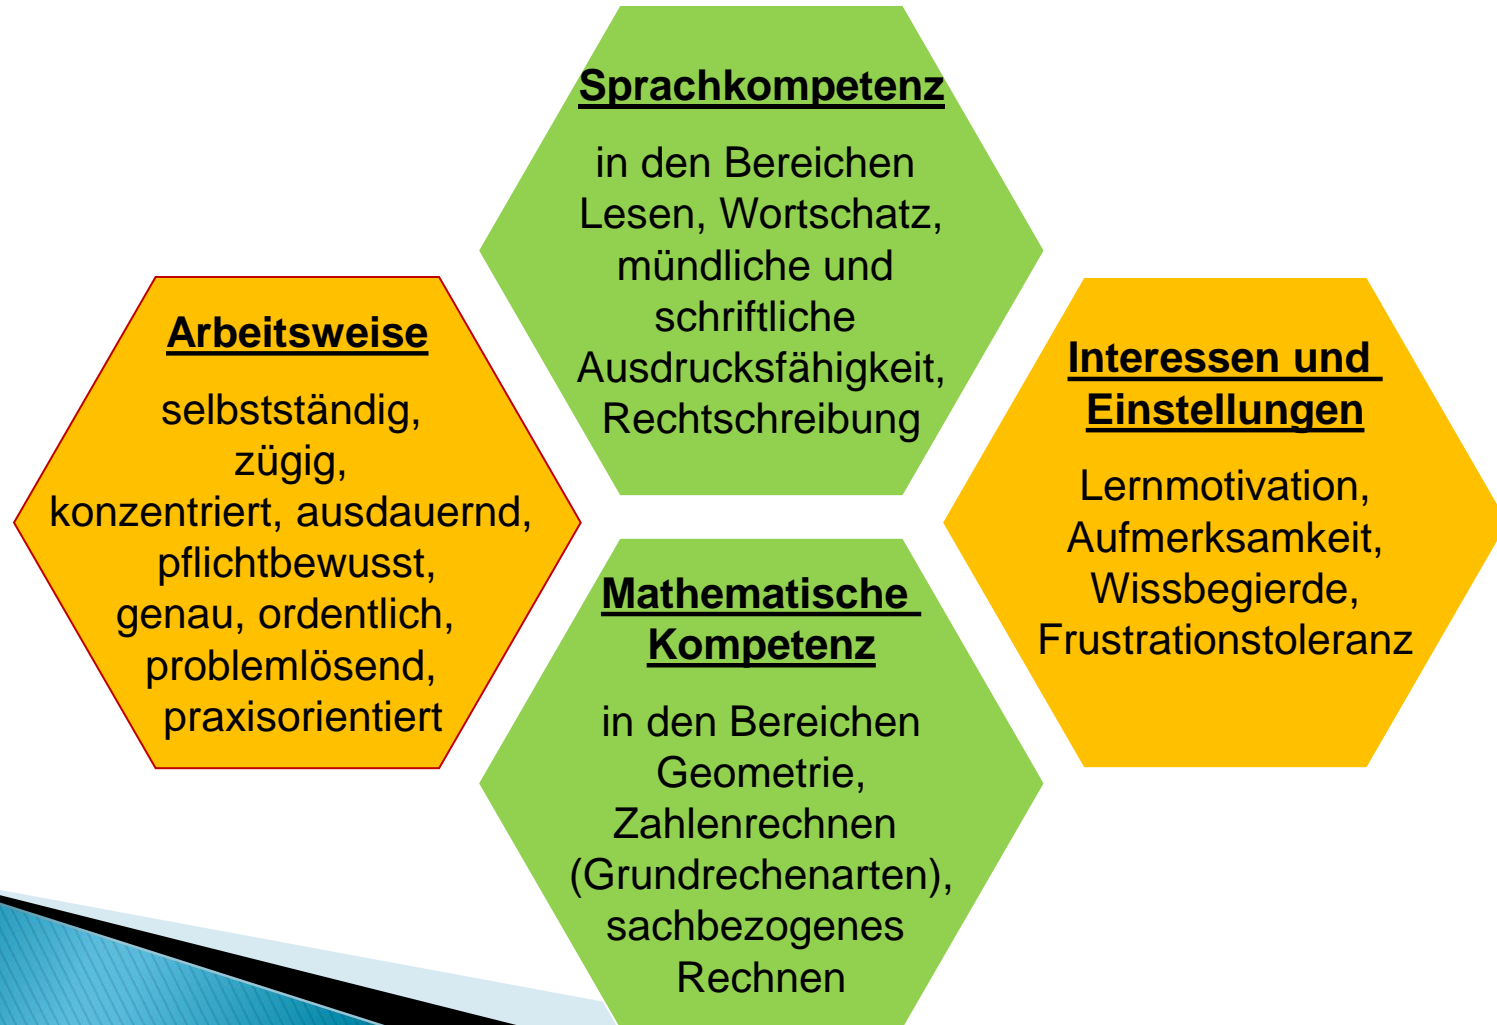 Sprachkompetenz
in den Bereichen
Lesen, Wortschatz,
mündliche und
schriftliche
Ausdrucksfähigkeit,
Rechtschreibung
Arbeitsweise
selbstständig,
zügig,
konzentriert, ausdauernd,
pflichtbewusst,
genau, ordentlich,
problemlösend,
praxisorientiert
Interessen und
Einstellungen
Lernmotivation,
Aufmerksamkeit,
Wissbegierde,
Frustrationstoleranz
Mathematische
Kompetenz
in den Bereichen
Geometrie,
Zahlenrechnen
(Grundrechenarten),
sachbezogenes
Rechnen